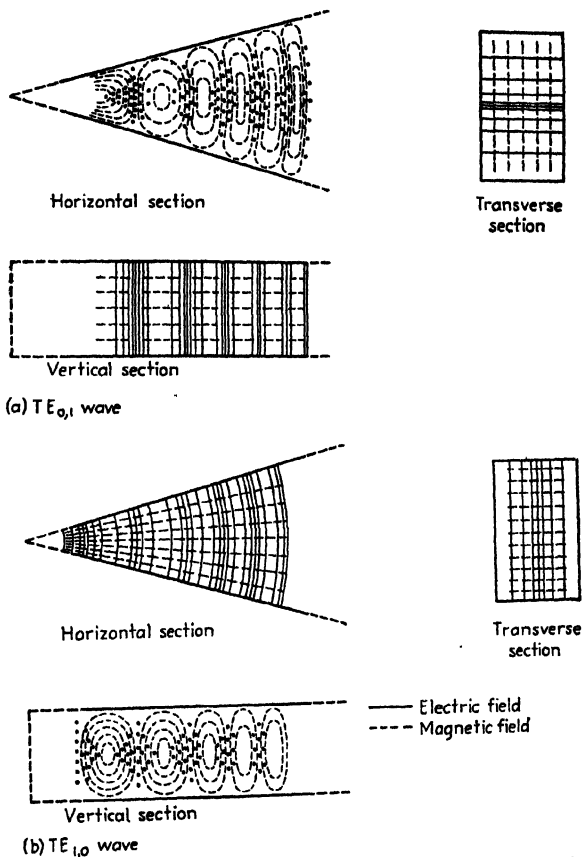 Horizontal section
Transverse
section
Vertical section
(a) TE0,1 wave
Horizontal section
Transverse
section
Electric field
Magnetic field
Vertical section
(b) TE1,0 wave